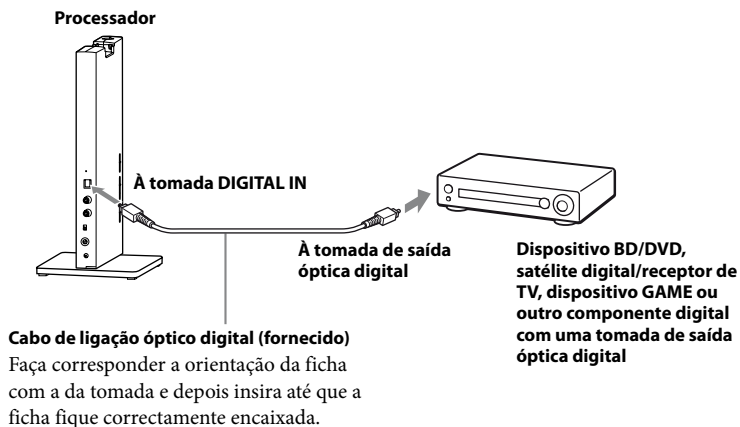 Processador
À tomada DIGITAL IN
À tomada de saída
óptica digital
Dispositivo BD/DVD,
satélite digital/receptor de
TV, dispositivo GAME ou
outro componente digital
com uma tomada de saída
óptica digital
Cabo de ligação óptico digital (fornecido)
Faça corresponder a orientação da ficha
com a da tomada e depois insira até que a
ficha fique correctamente encaixada.